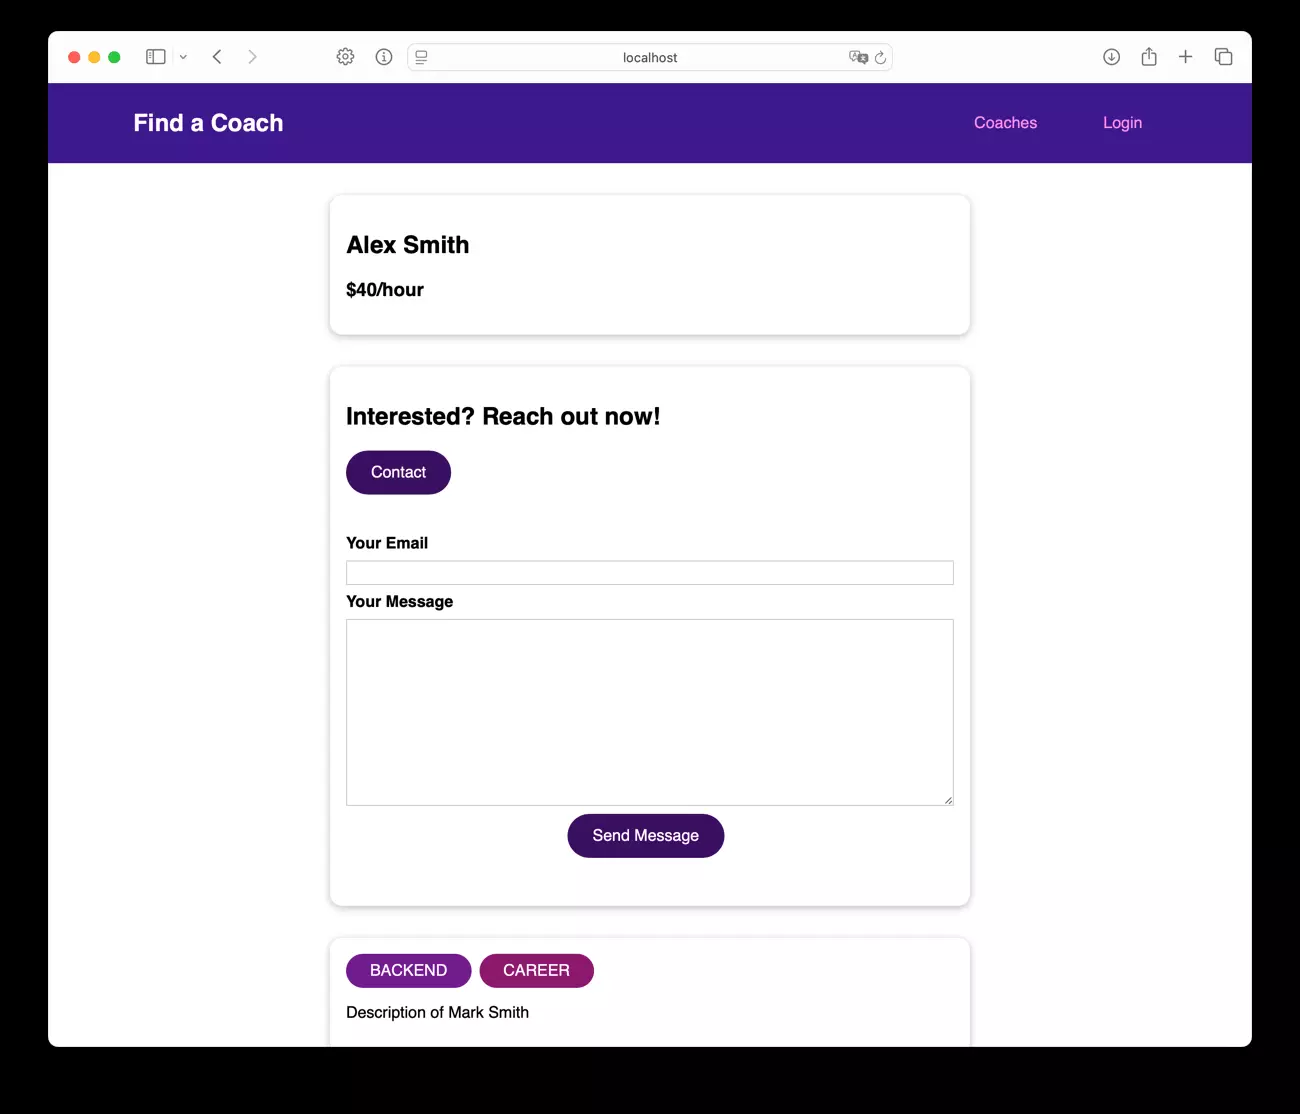 localhost
Find a Coach
Coaches
Login
Alex Smith
$40/hour
Interested? Reach out now!
Contact
Your Email
Your Message
Send Message
BACKEND
CAREER
Description of Mark Smith